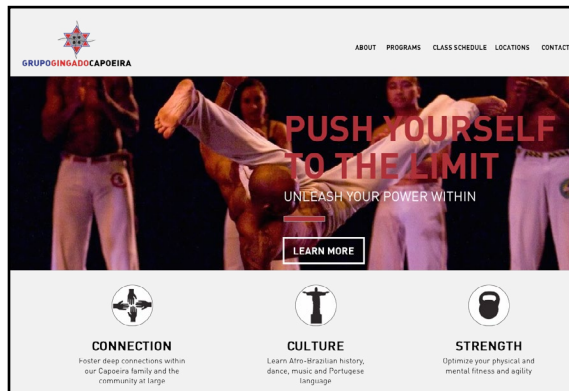 GRUPOGINGADOCAPOEIRA
ABOUT PROGRAMS CLASS SCHEDULE LOCATIONS CONTACT
PUSH YOURSELF
TO THE LIMIT
UNLEASH YOUR POWER WITHIN
LEARN MORE
CONNECTION
Foster deep connections within
our Capoeira family and the
community at large
CULTURE
Learn Afro-Brazilian history,
dance, music and Portugese
language
STRENGTH
Optimize your physical and
mental fitness and agility